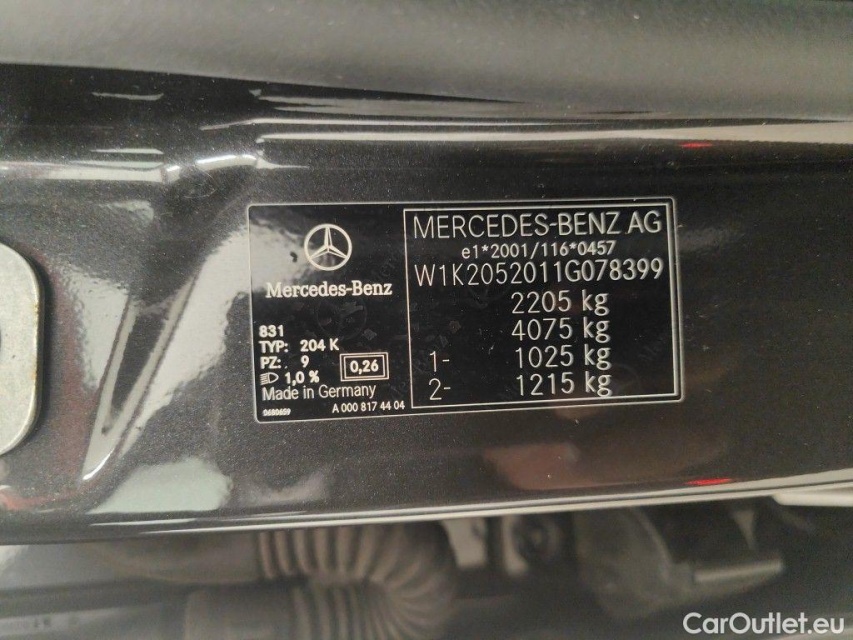 Mercedes-Benz
831
TYP: 204 K
PZ: 9
0,26
1,0 %
Made in Germany
0680659
A 000 817 44 04
MERCEDES-BENZ AG
e1*2001/116*0457
W1K2052011G078399
2205 kg
4075 kg
1- 1025 kg
2- 1215 kg
CarOutlet.eu